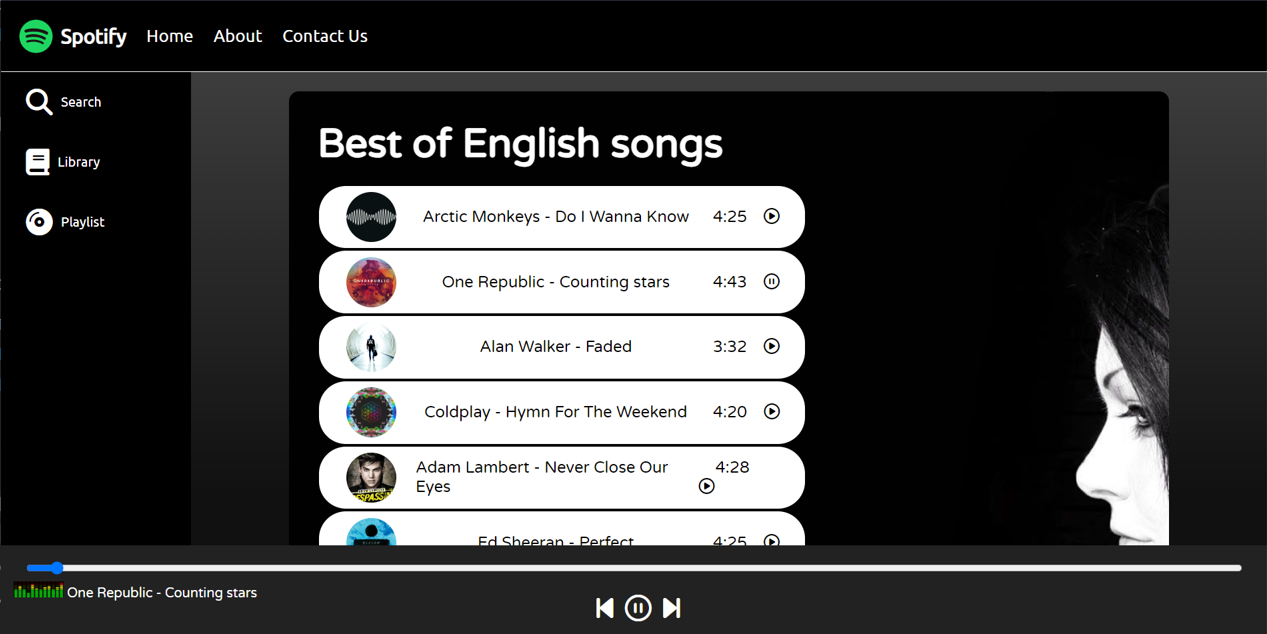 Spotify Home About Contact Us
Search
Library
Playlist
Best of English songs
Arctic Monkeys - Do I Wanna Know 4:25
One Republic - Counting stars 4:43
Alan Walker - Faded 3:32
Coldplay - Hymn For The Weekend 4:20
Adam Lambert - Never Close Our 4:28
Eyes
Ed Sheeran - Perfect 4:25
One Republic - Counting stars